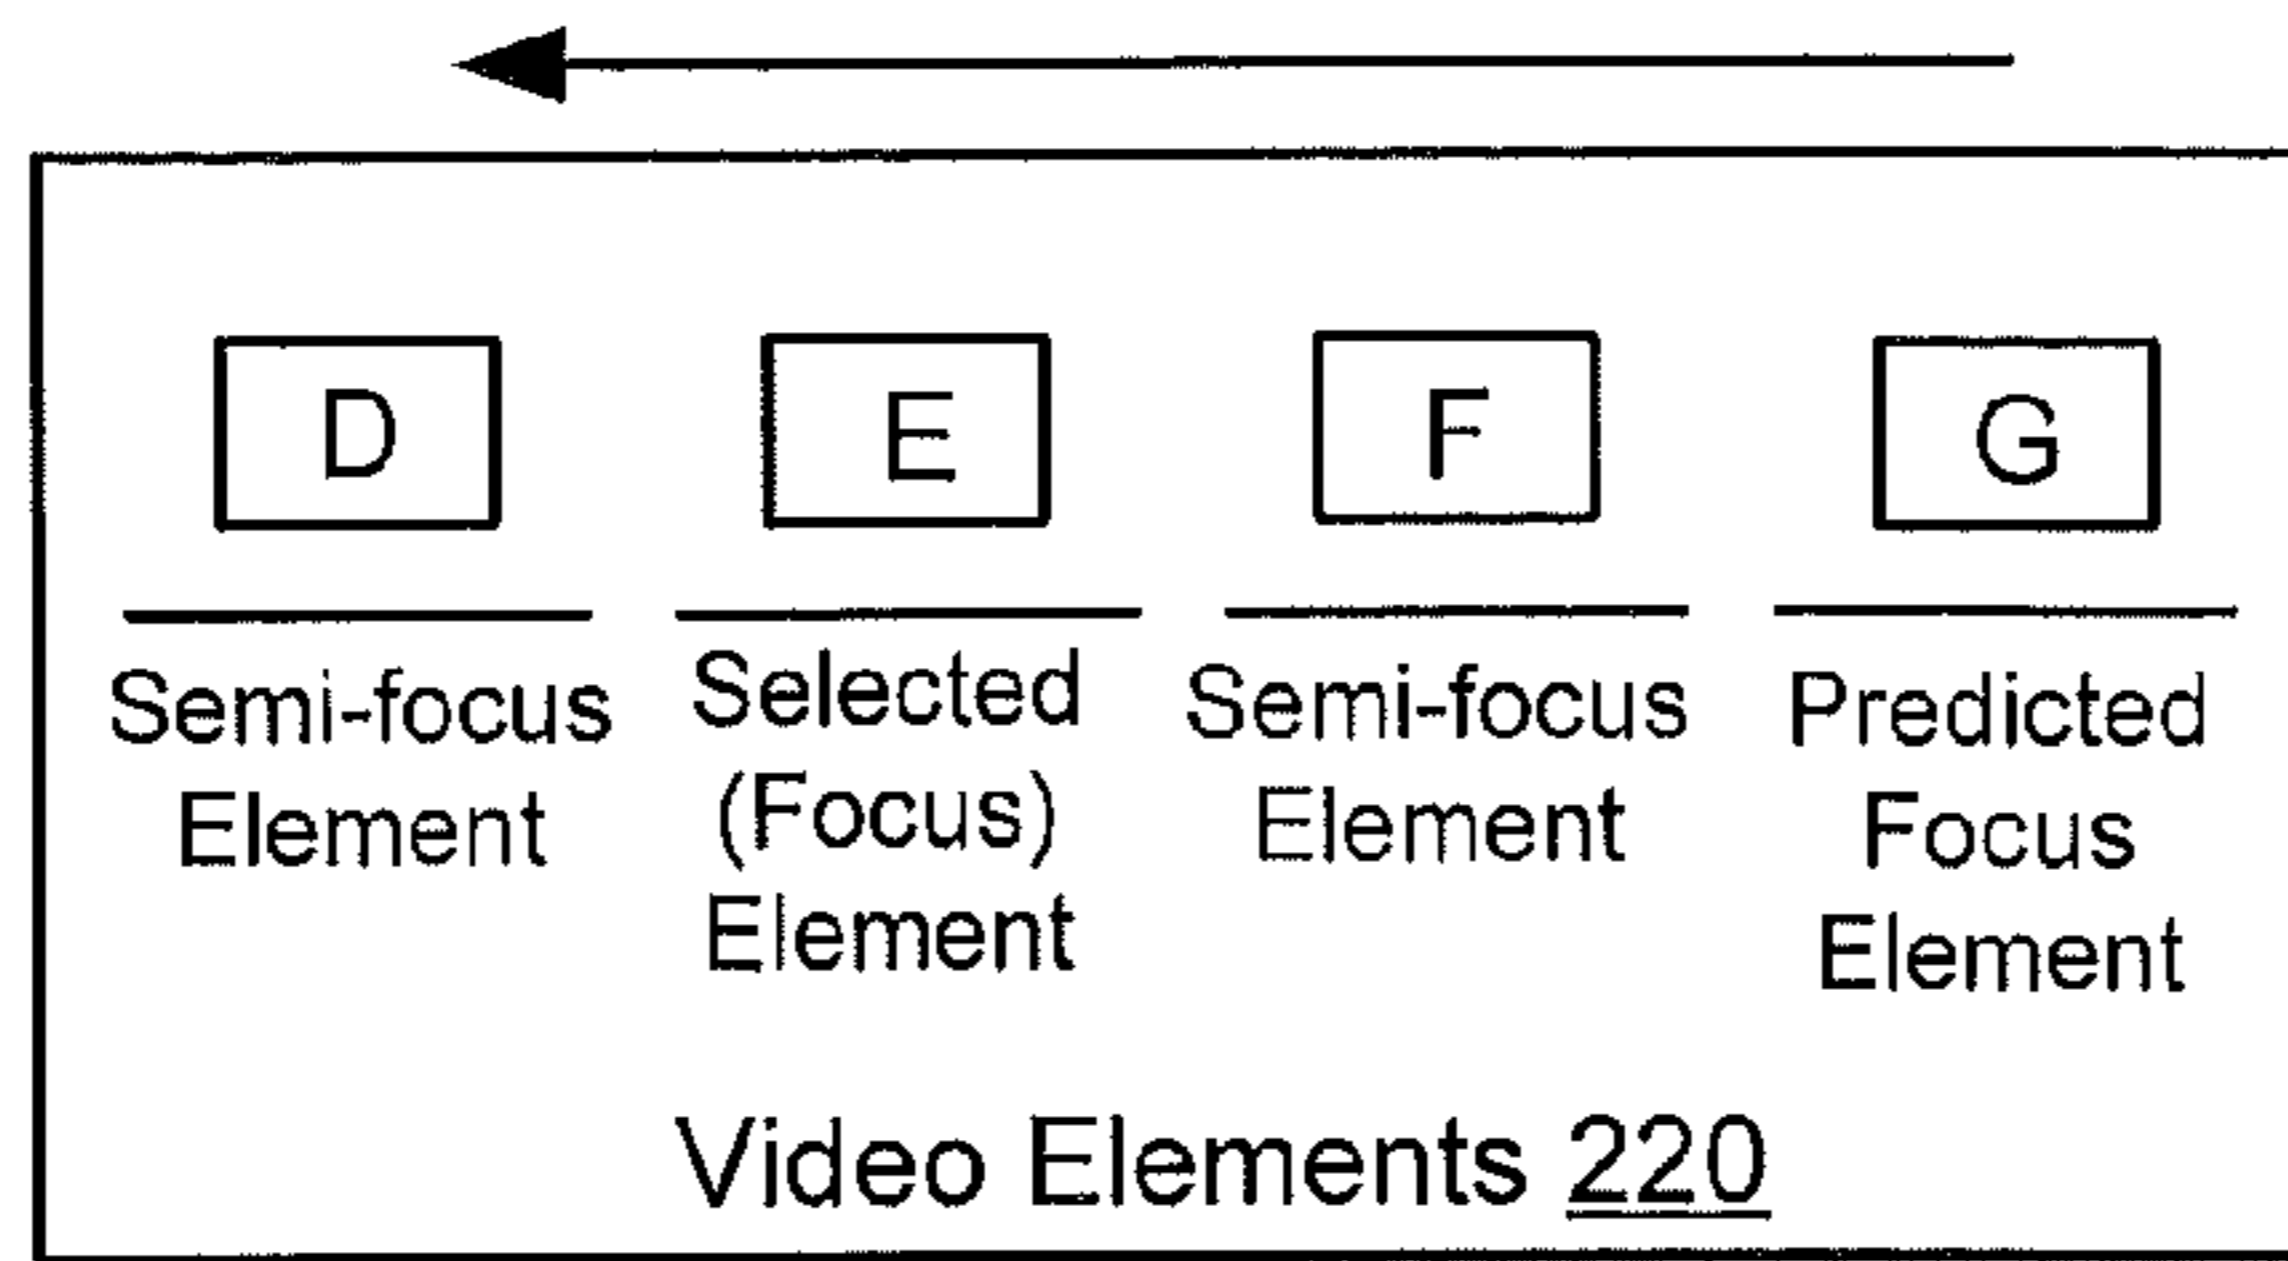 D E F G
Semi-focus Element
Selected (Focus) Element
Semi-focus Element
Predicted Focus Element
Video Elements 220